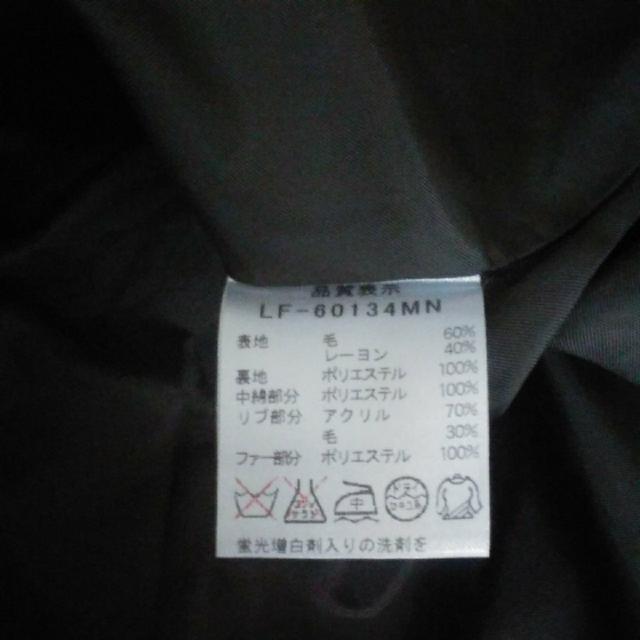 品質表示
LF-60134MN
表地 毛 60%
レーヨン 40%
裏地 ポリエステル 100%
中綿部分 ポリエステル 100%
リブ部分 アクリル 70%
毛 30%
ファー部分 ポリエステル 100%
中
蛍光増白剤入りの洗剤を